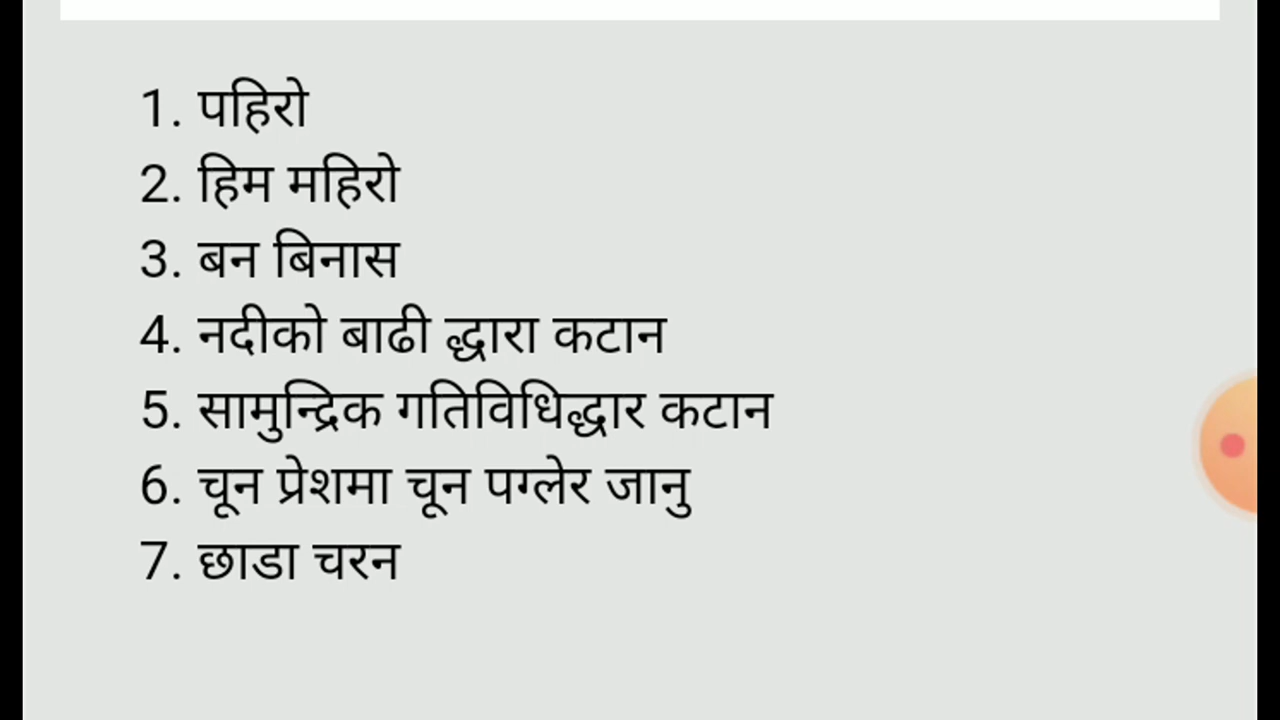 1. पहिरो
2. हिम महिरो
3. बन बिनास
4. नदीको बाढी द्धारा कटान
5. सामुन्द्रिक गतिविधिद्धार कटान
6. चून प्रेशमा चून पग्लेर जानु
7. छाडा चरन